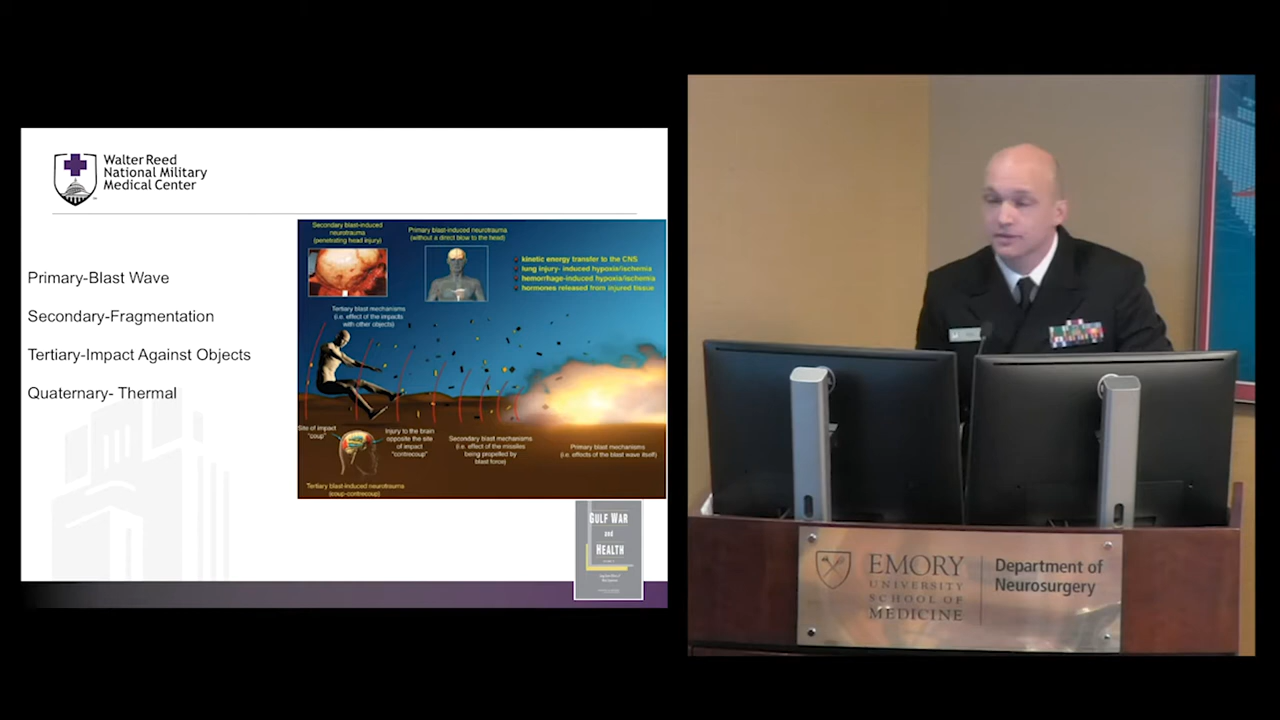 Walter Reed
National Military
Medical Center
Primary-Blast Wave
Secondary-Fragmentation
Tertiary-Impact Against Objects
Quaternary- Thermal
Secondary blast-induced
neurotrauma
(penetrating head injury)
Primary blast-induced neurotrauma
(without a direct blow to the head)
kinetic energy transfer to the CNS
lung injury- induced hypoxia/ischemia
hemorrhage-induced hypoxia/ischemia
hormones released from injured tissue
Tertiary blast mechanisms
(i.e. effect of the impacts
with other objects)
Site of impact
"coup"
Injury to the brain
opposite the site
of impact
"contrecoup"
Secondary blast mechanisms
(i.e. effect of the missiles
being propelled by
blast force)
Primary blast mechanisms
(i.e. effects of the blast wave itself)
Tertiary blast-induced neurotrauma
(coup-contrecoup)
GULF WAR
and
HEALTH
EMORY
UNIVERSITY
SCHOOL OF
MEDICINE
Department of
Neurosurgery